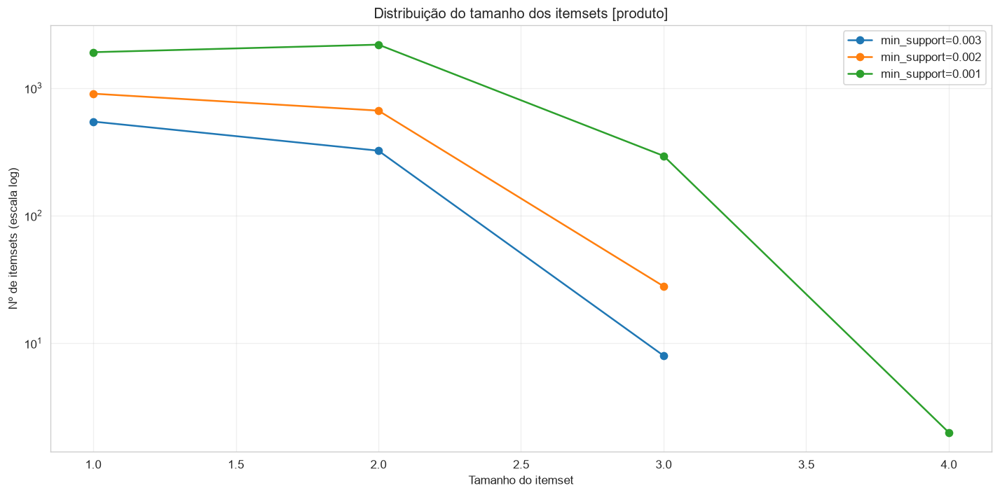 Distribuição do tamanho dos itemsets [produto]
min_support=0.003
min_support=0.002
min_support=0.001
Nº de itemsets (escala log)
10³
10²
10¹
1.0 1.5 2.0 2.5 3.0 3.5 4.0
Tamanho do itemset